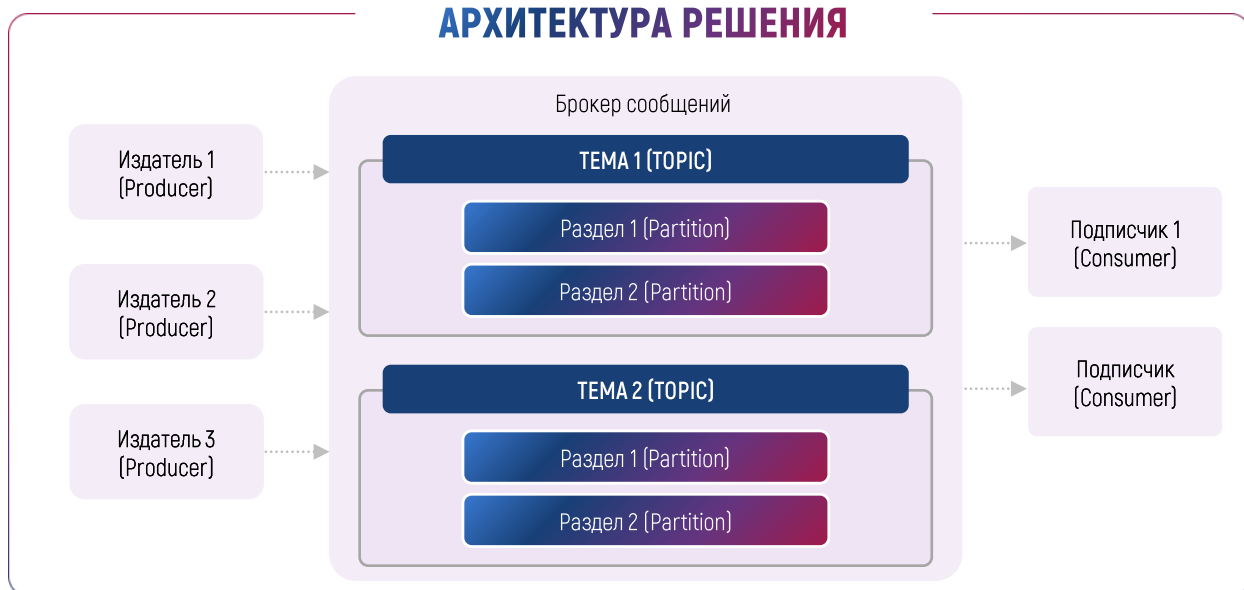 АРХИТЕКТУРА РЕШЕНИЯ
Брокер сообщений
Издатель 1
(Producer)
Издатель 2
(Producer)
Издатель 3
(Producer)
ТЕМА 1 (TOPIC)
Раздел 1 (Partition)
Раздел 2 (Partition)
ТЕМА 2 (TOPIC)
Раздел 1 (Partition)
Раздел 2 (Partition)
Подписчик 1
(Consumer)
Подписчик
(Consumer)